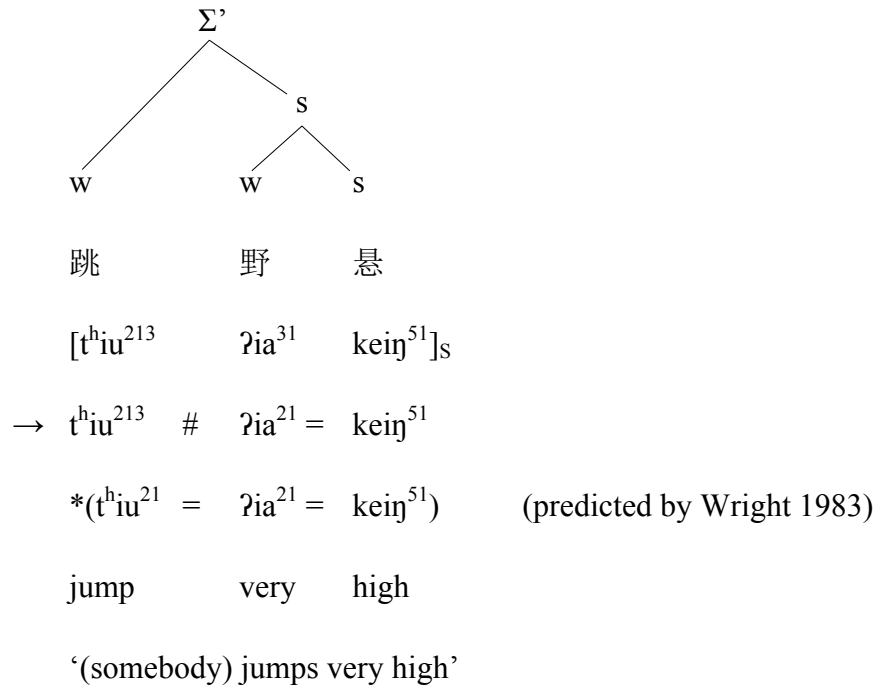 Σ’
s
w w s
跳 野 悬
[tʰiu²¹³ ʔia³¹ keiŋ⁵¹]S
→ tʰiu²¹³ # ʔia²¹ = keiŋ⁵¹
*(tʰiu²¹ = ʔia²¹ = keiŋ⁵¹) (predicted by Wright 1983)
jump very high
‘(somebody) jumps very high’